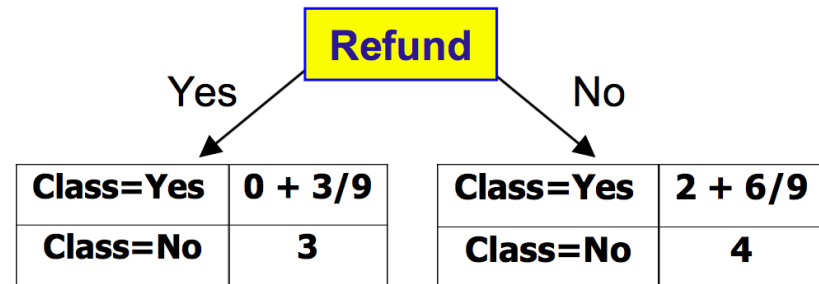 Refund
Yes No
Class=Yes 0 + 3/9 Class=Yes 2 + 6/9
Class=No 3 Class=No 4